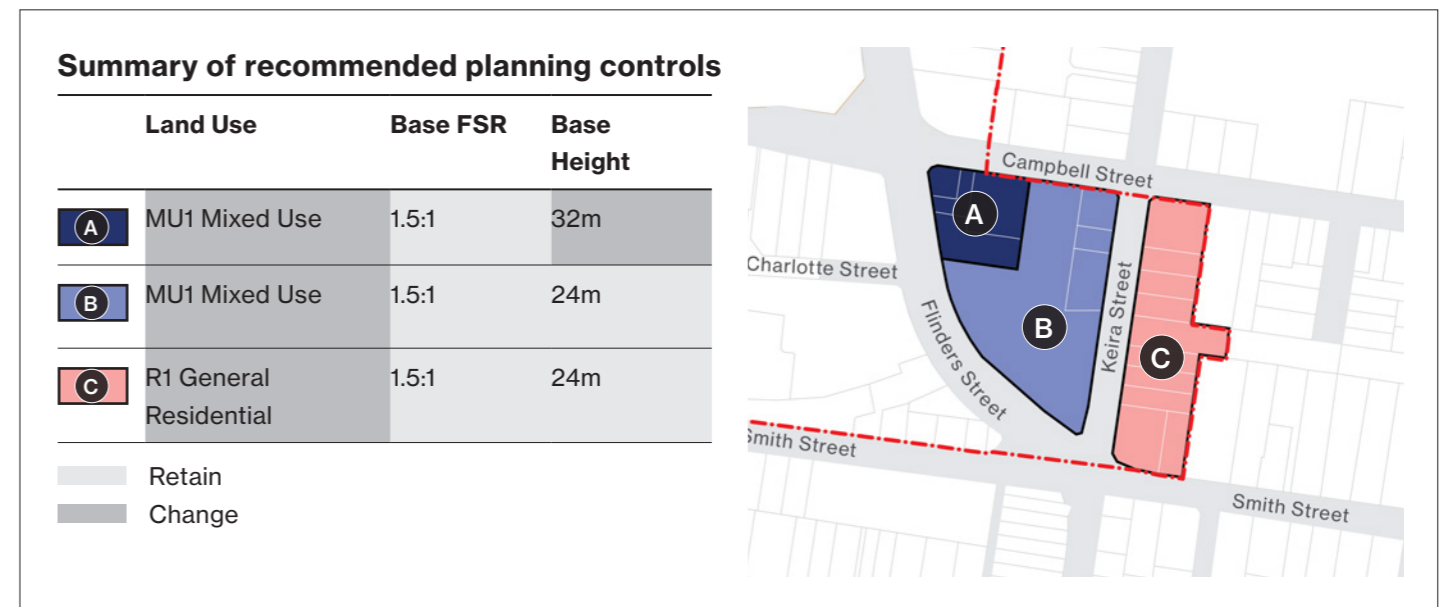 Summary of recommended planning controls
Land Use Base FSR Base
Height
A MU1 Mixed Use 1.5:1 32m
B MU1 Mixed Use 1.5:1 24m
C R1 General 1.5:1 24m
Residential
Retain
Change
Campbell Street
A
Charlotte Street
B
Flinders Street
Keira Street
C
Smith Street
Smith Street